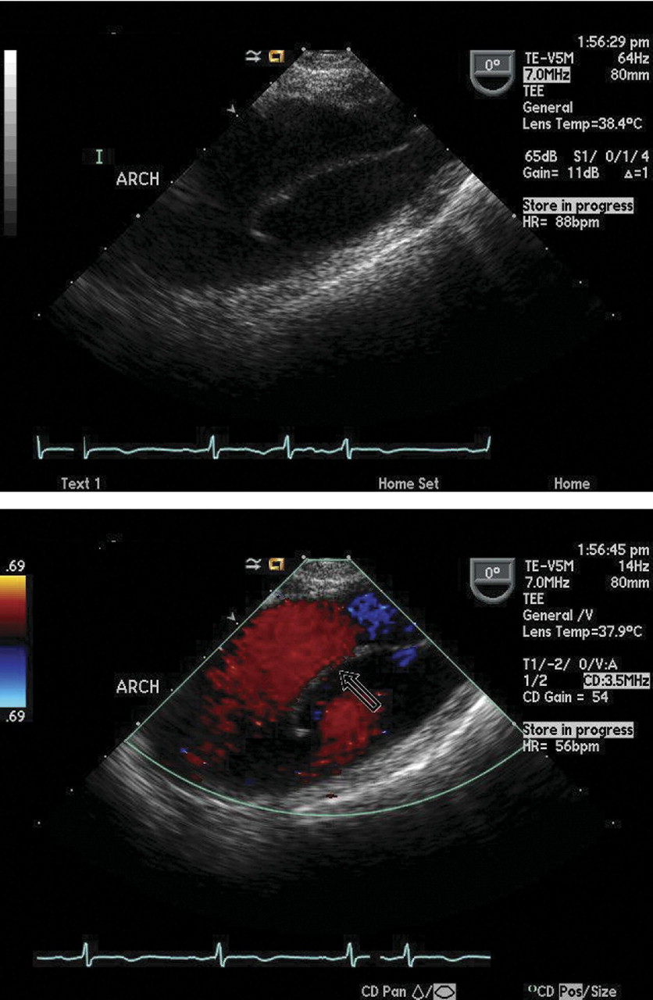 1:56:29 pm
TE-V5M 64Hz
7.0MHz 80mm
TEE
General
Lens Temp=38.4°C
65dB S1/ 0/1/4
Gain= 11dB Δ=1
Store in progress
HR= 88bpm
0°
I
ARCH
Text 1 Home Set Home
1:56:45 pm
TE-V5M 14Hz
7.0MHz 80mm
TEE
General /V
Lens Temp=37.9°C
T1/-2/ 0/V:A
1/2 CD:3.5MHz
CD Gain = 54
Store in progress
HR= 56bpm
0°
.69
.69
ARCH
CD Pan / ºCD Pos/Size